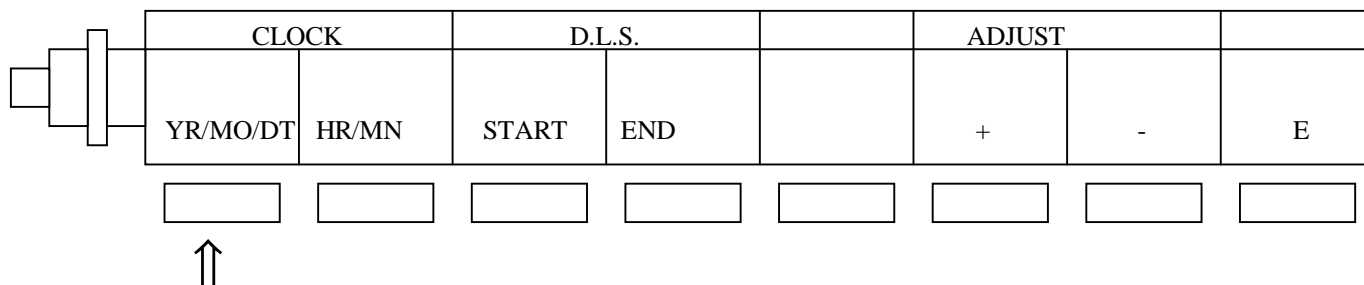 CLOCK D.L.S. ADJUST
YR/MO/DT HR/MN START END + - E